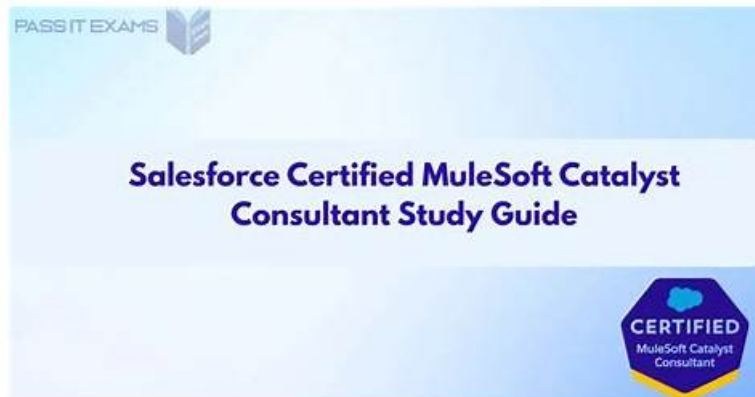 PASS IT EXAMS
Salesforce Certified MuleSoft Catalyst
Consultant Study Guide
CERTIFIED
MuleSoft Catalyst
Consultant